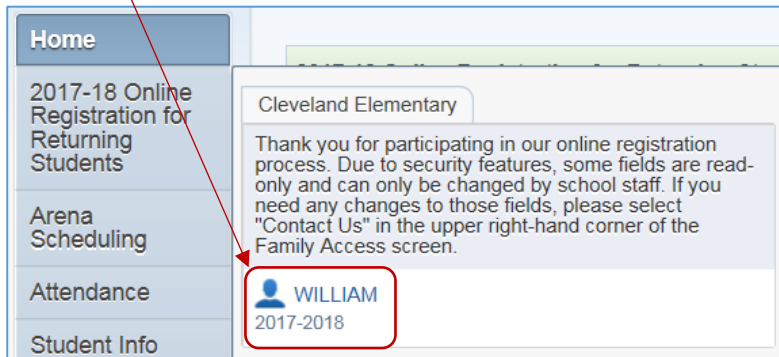 Home
2017-18 Online
Registration for
Returning
Students
Arena
Scheduling
Attendance
Student Info
Cleveland Elementary
Thank you for participating in our online registration
process. Due to security features, some fields are read-
only and can only be changed by school staff. If you
need any changes to those fields, please select
"Contact Us" in the upper right-hand corner of the
Family Access screen.
WILLIAM
2017-2018